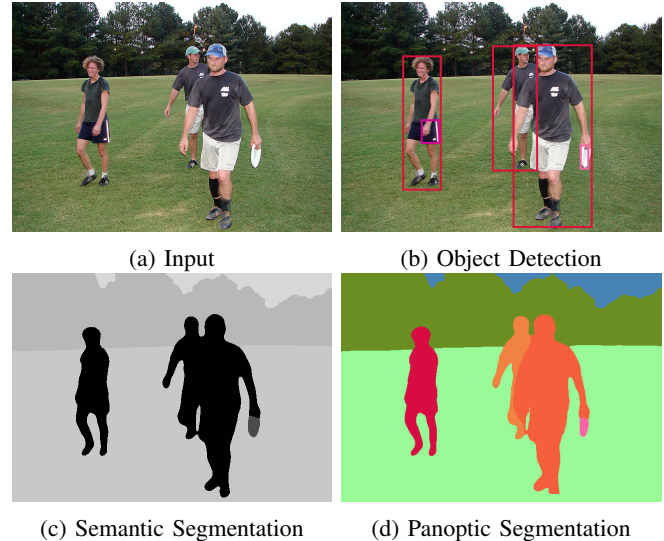 (a) Input
(b) Object Detection
(c) Semantic Segmentation
(d) Panoptic Segmentation